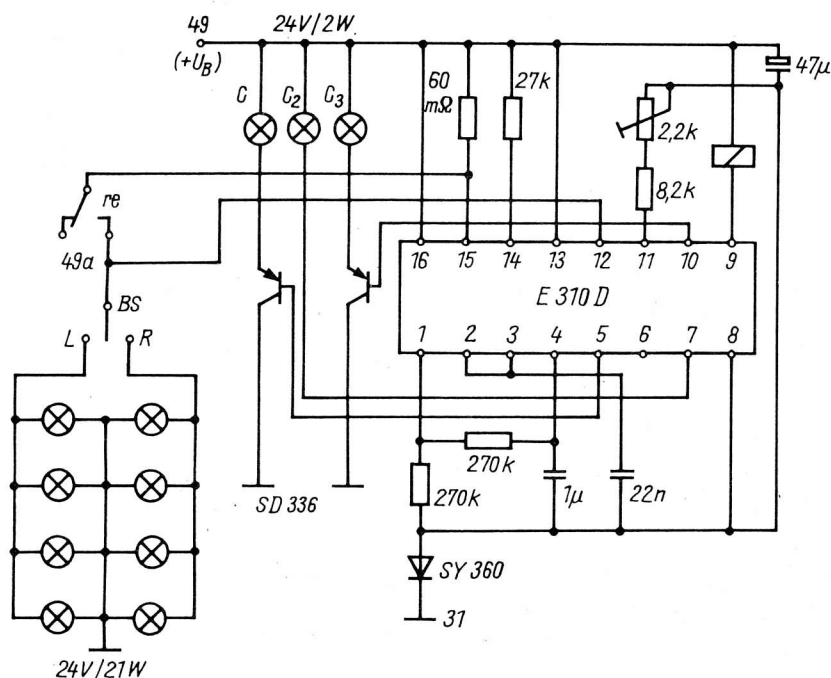 49
(+U_B)
24V/2W
C
C₂
C₃
60
mΩ
27k
2,2k
47µ
8,2k
re
49a
BS
L
R
16 15 14 13 12 11 10 9
E 310 D
1 2 3 4 5 6 7 8
SD 336
270k
270k
1µ
22n
SY 360
31
24V/21W